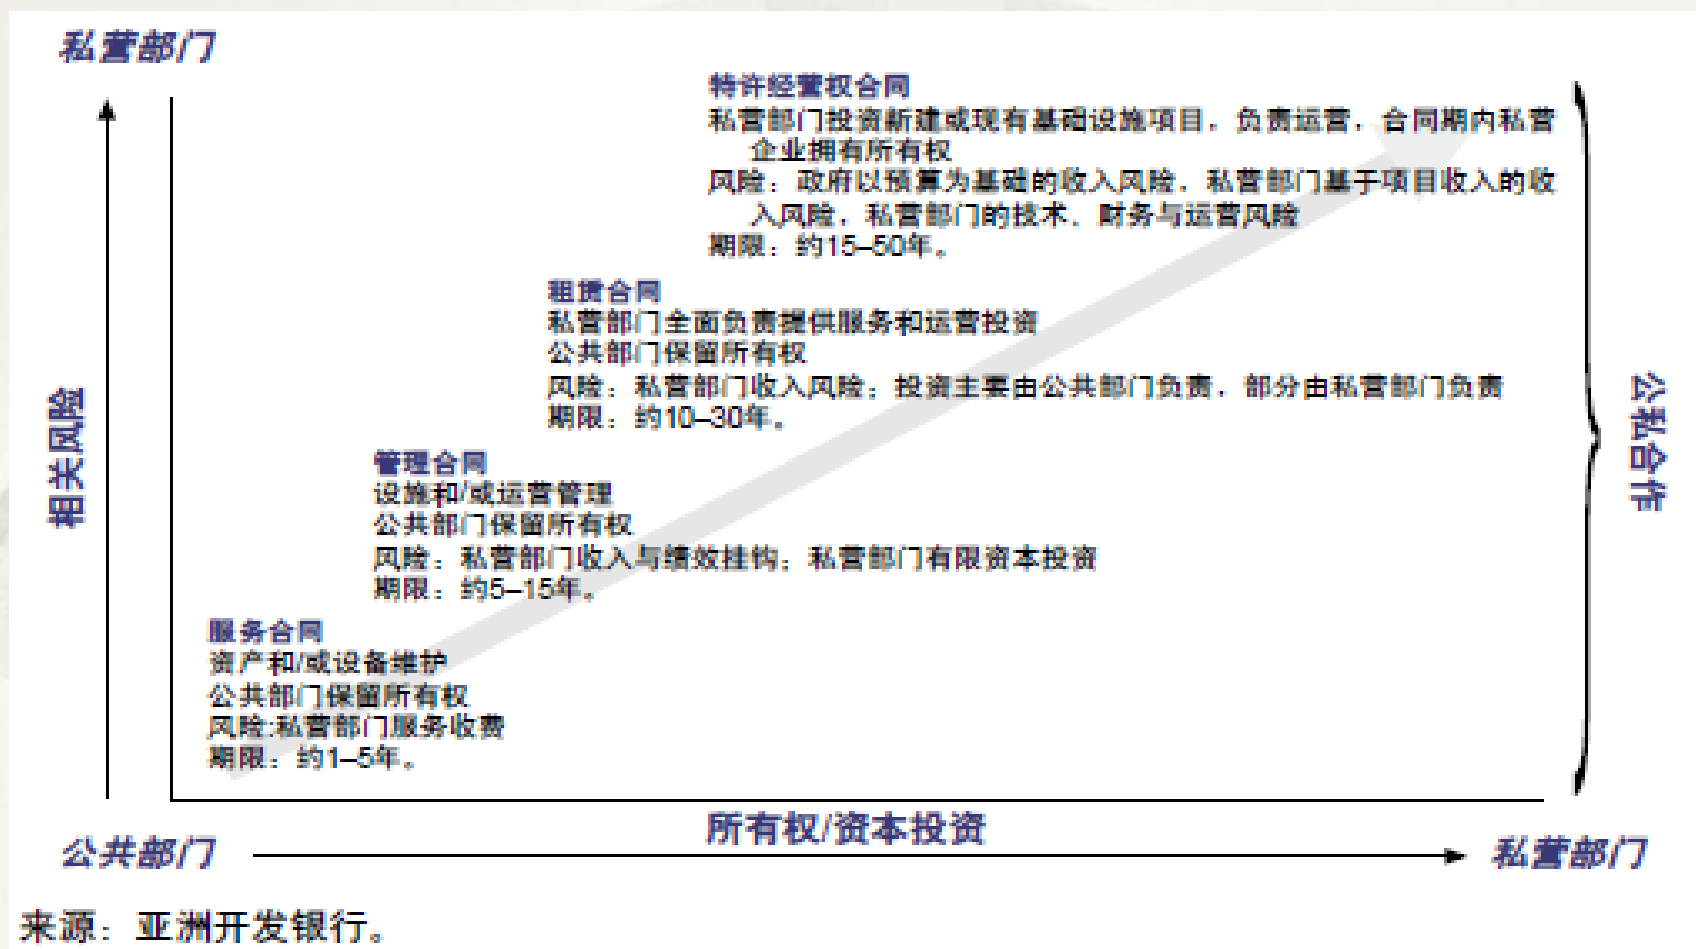 私营部门
特许经营权合同
私营部门投资新建或现有基础设施项目，负责运营，合同期内私营
企业拥有所有权
风险：政府以预算为基础的收入风险，私营部门基于项目收入的收
入风险，私营部门的技术，财务与运营风险
期限：约15–50年。
租赁合同
私营部门全面负责提供服务和运营投资
公共部门保留所有权
风险：私营部门收入风险；投资主要由公共部门负责，部分由私营部门负责
期限：约10–30年。
相关风险
公私合作
管理合同
设施和/或运营管理
公共部门保留所有权
风险：私营部门收入与绩效挂钩；私营部门有限资本投资
期限：约5–15年。
服务合同
资产和/或设备维护
公共部门保留所有权
风险:私营部门服务收费
期限：约1–5年。
所有权/资本投资
公共部门
私营部门
来源：亚洲开发银行。